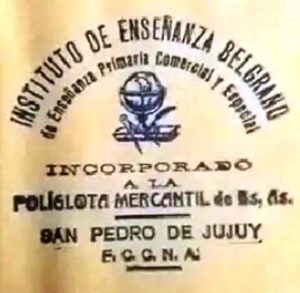 INSTITUTO DE ENSEÑANZA BELGRANO
de Enseñanza Primaria Comercial y Especial
INCORPORADO
A LA
POLÍGLOTA MERCANTIL de Bs, As.
SAN PEDRO DE JUJUY
F. C. C. N. A.